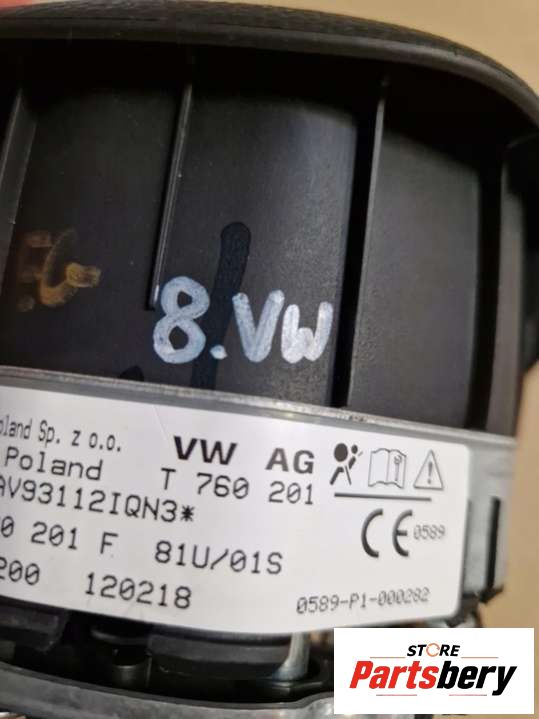 8.VW
oland Sp. z o.o.
VW AG
Poland T 760 201
AV93112IQN3*
0 201 F 81U/01S
CE 0589
200 120218
0589-P1-000282
STORE
Partsbery